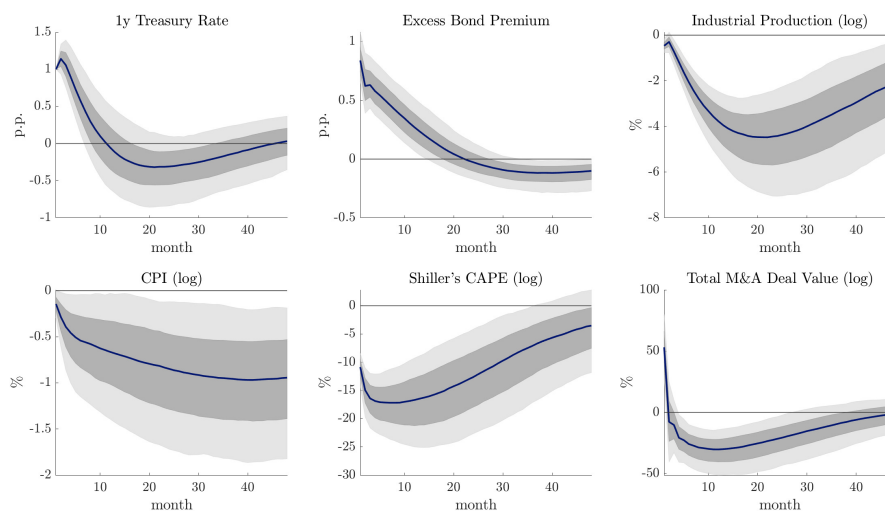 1y Treasury Rate
1.5
1
0.5
0
-0.5
-1
p.p.
10 20 30 40
month
Excess Bond Premium
1
0.5
0
-0.5
p.p.
10 20 30 40
month
Industrial Production (log)
0
-2
-4
-6
-8
%
10 20 30 40
month
CPI (log)
0
-0.5
-1
-1.5
-2
%
10 20 30 40
month
Shiller's CAPE (log)
0
-5
-10
-15
-20
-25
-30
%
10 20 30 40
month
Total M&A Deal Value (log)
100
50
0
-50
%
10 20 30 40
month